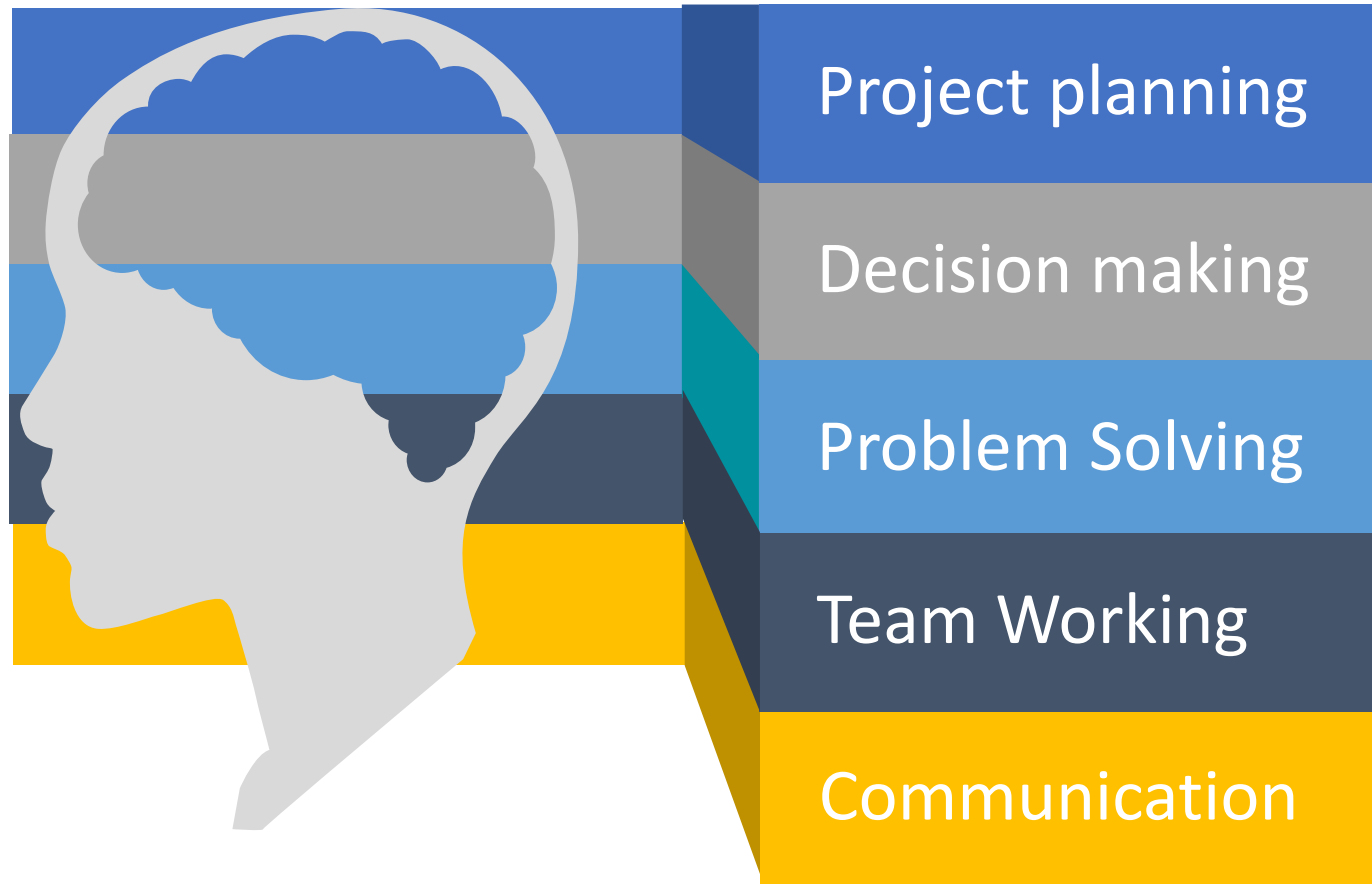 Project planning
Decision making
Problem Solving
Team Working
Communication